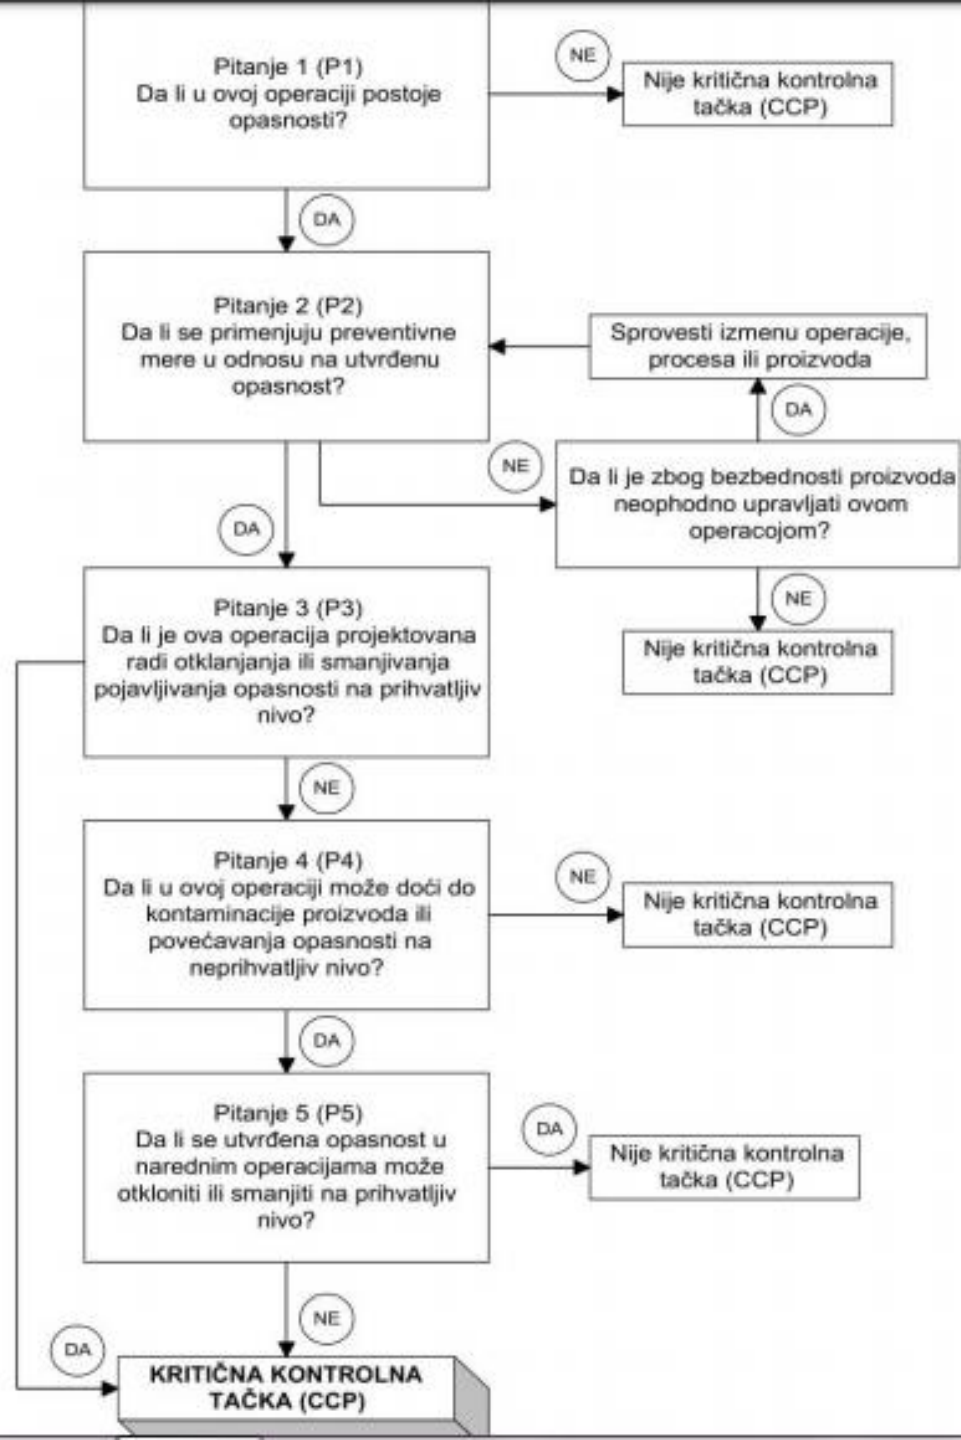 Pitanje 1 (P1)
Da li u ovoj operaciji postoje
opasnosti?
NE
Nije kritična kontrolna
tačka (CCP)
DA
Pitanje 2 (P2)
Da li se primenjuju preventivne
mere u odnosu na utvrđenu
opasnost?
Sprovesti izmenu operacije,
procesa ili proizvoda
DA
NE
Da li je zbog bezbednosti proizvoda
neophodno upravljati ovom
operacojom?
DA
NE
Nije kritična kontrolna
tačka (CCP)
Pitanje 3 (P3)
Da li je ova operacija projektovana
radi otklanjanja ili smanjivanja
pojavljivanja opasnosti na prihvatljiv
nivo?
NE
Pitanje 4 (P4)
Da li u ovoj operaciji može doći do
kontaminacije proizvoda ili
povećavanja opasnosti na
neprihvatljiv nivo?
NE
Nije kritična kontrolna
tačka (CCP)
DA
Pitanje 5 (P5)
Da li se utvrđena opasnost u
narednim operacijama može
otkloniti ili smanjiti na prihvatljiv
nivo?
DA
Nije kritična kontrolna
tačka (CCP)
NE
DA
KRITIČNA KONTROLNA
TAČKA (CCP)